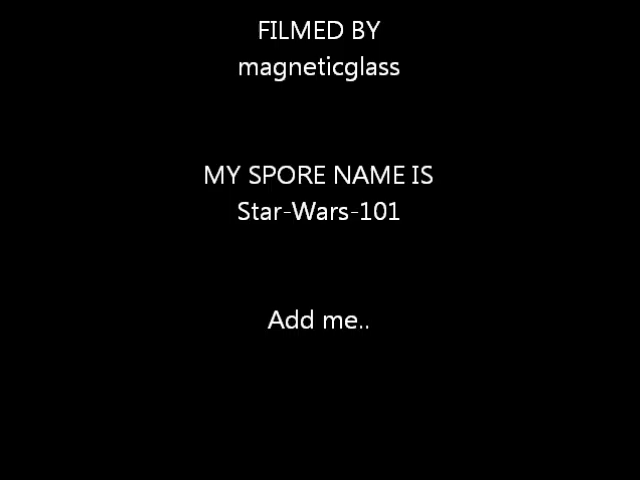 FILMED BY
magneticglass
MY SPORE NAME IS
Star-Wars-101
Add me..